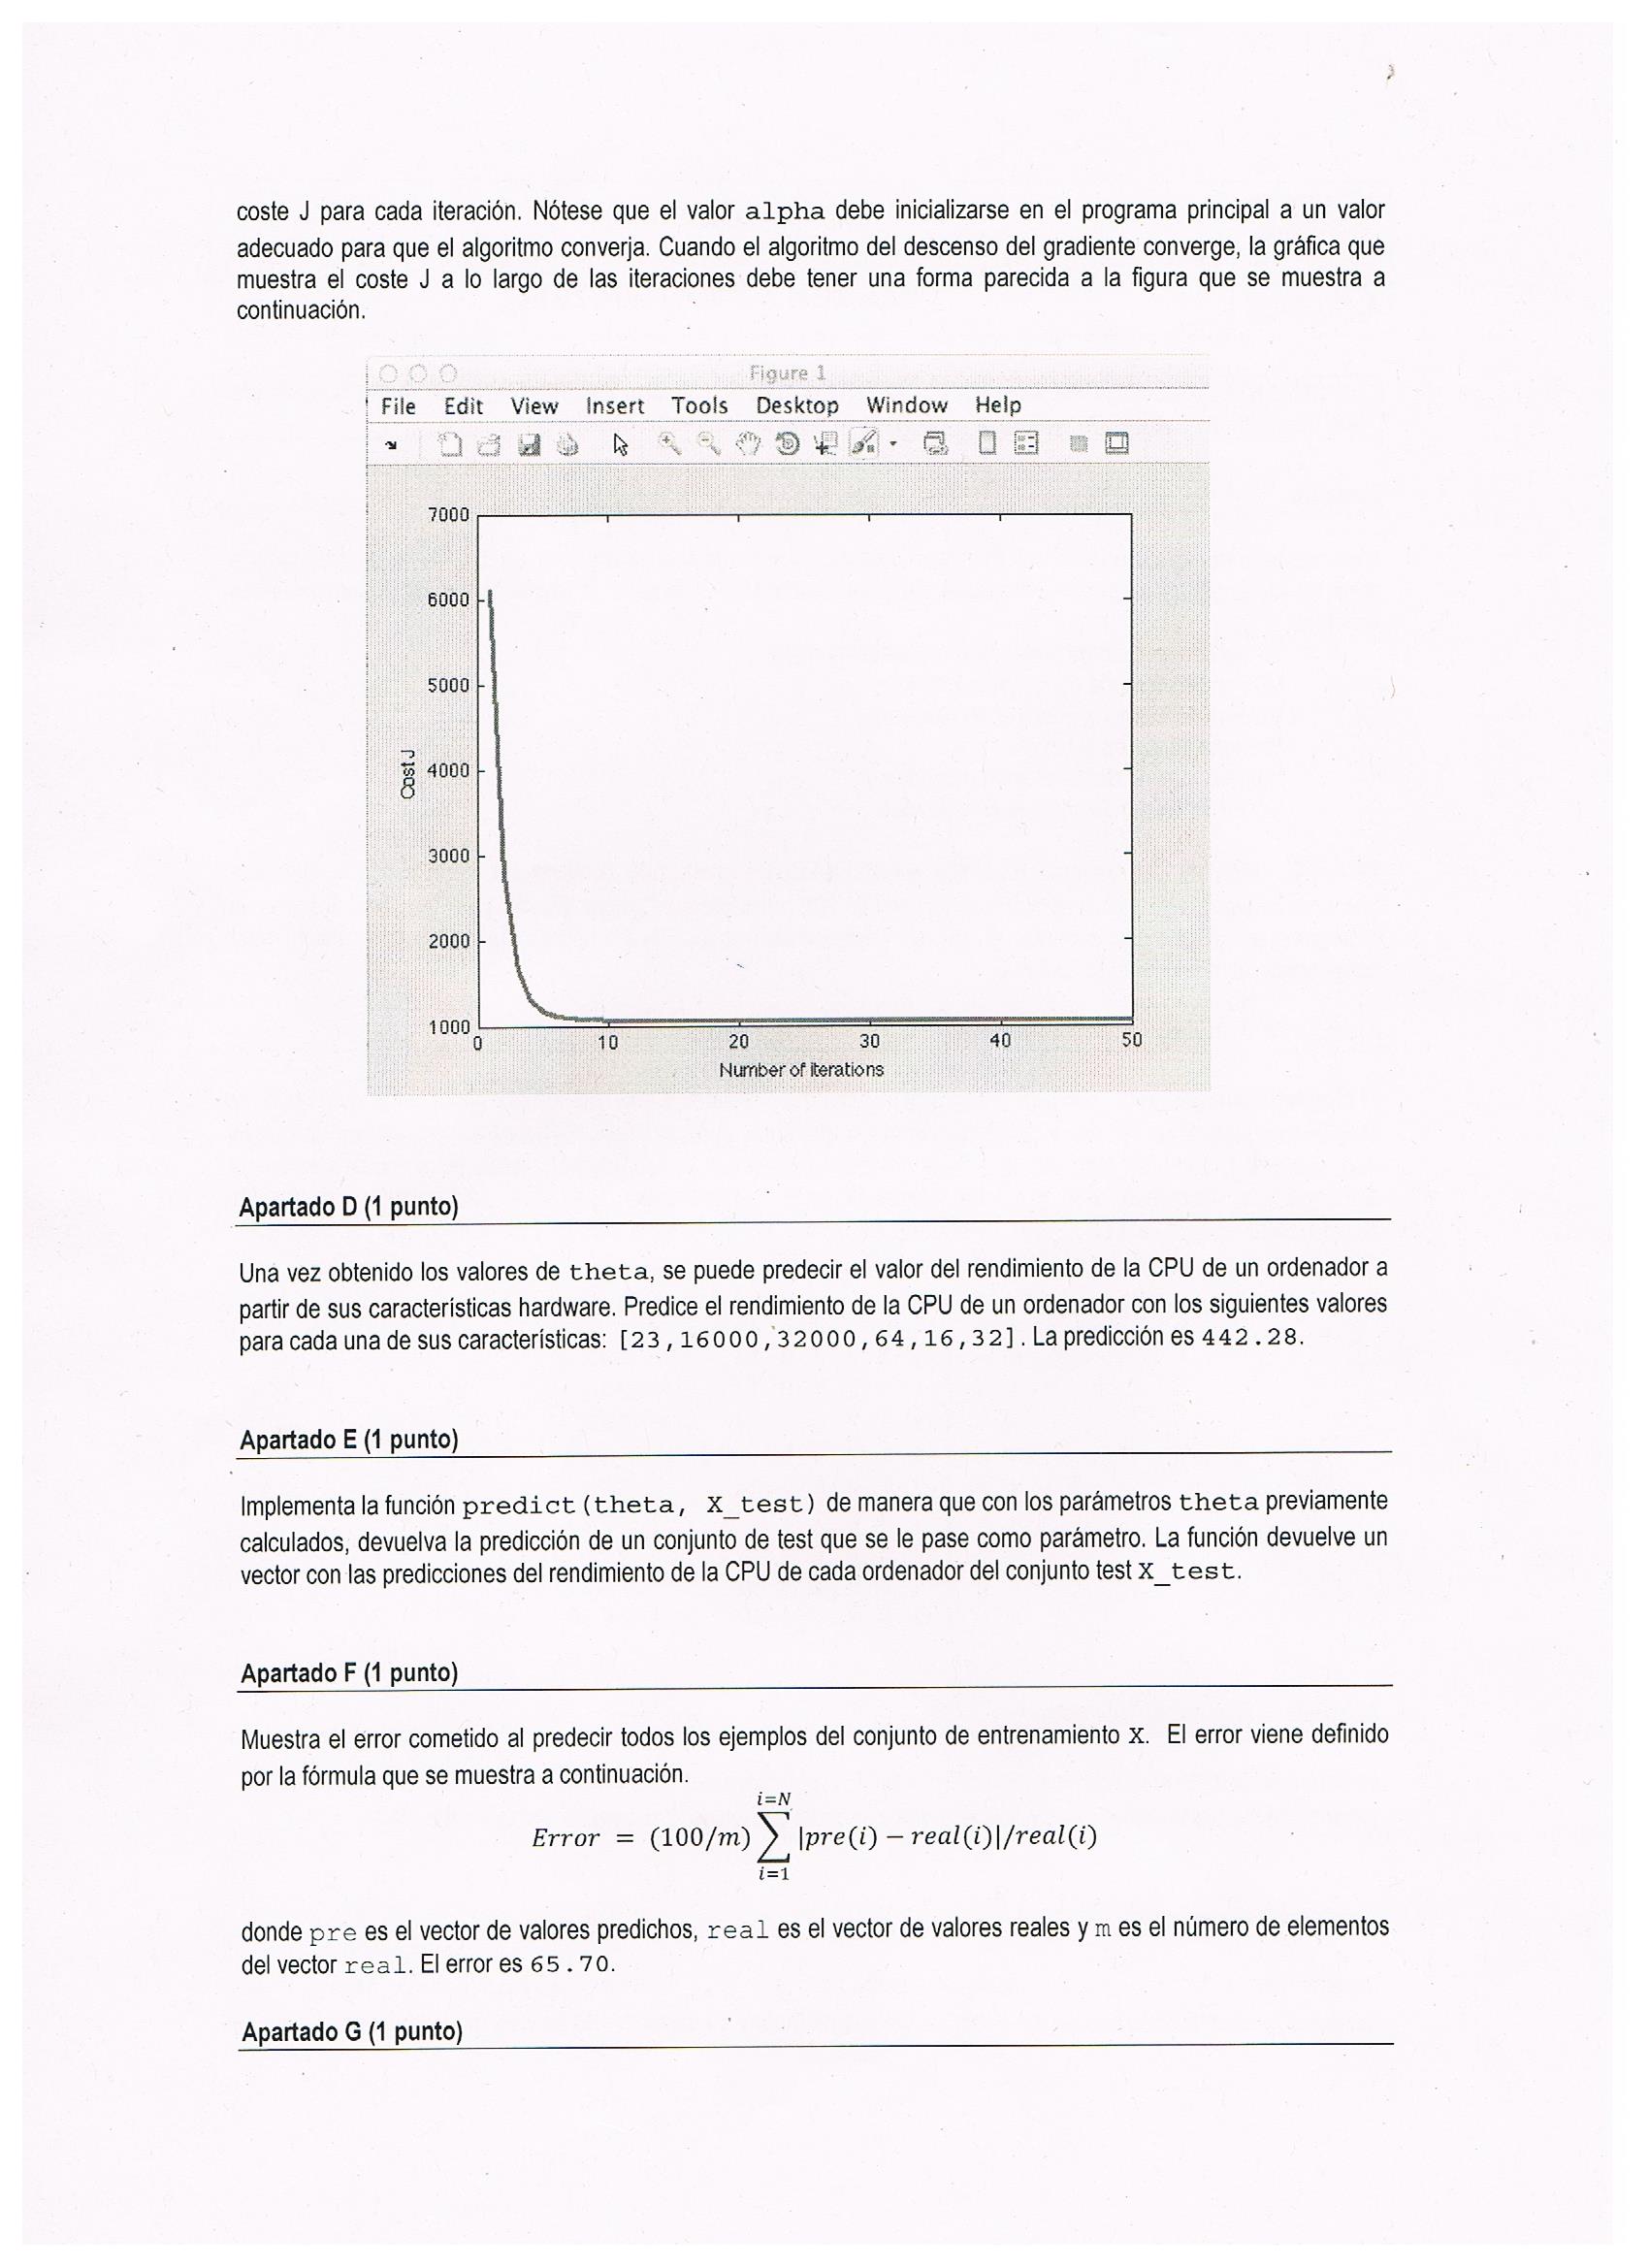 coste J para cada iteración. Nótese que el valor alpha debe inicializarse en el programa principal a un valor
adecuado para que el algoritmo converja. Cuando el algoritmo del descenso del gradiente converge, la gráfica que
muestra el coste J a lo largo de las iteraciones debe tener una forma parecida a la figura que se muestra a
continuación.
Figure 1
File Edit View Insert Tools Desktop Window Help
7000
6000
5000
4000
3000
2000
1000
Cost J
0 10 20 30 40 50
Number of iterations
Apartado D (1 punto)
Una vez obtenido los valores de theta, se puede predecir el valor del rendimiento de la CPU de un ordenador a
partir de sus características hardware. Predice el rendimiento de la CPU de un ordenador con los siguientes valores
para cada una de sus características: [23,16000,32000,64,16,32]. La predicción es 442.28.
Apartado E (1 punto)
Implementa la función predict(theta, X_test) de manera que con los parámetros theta previamente
calculados, devuelva la predicción de un conjunto de test que se le pase como parámetro. La función devuelve un
vector con las predicciones del rendimiento de la CPU de cada ordenador del conjunto test X_test.
Apartado F (1 punto)
Muestra el error cometido al predecir todos los ejemplos del conjunto de entrenamiento X. El error viene definido
por la fórmula que se muestra a continuación.
i=N
Error = (100/m) ∑ |pre(i) − real(i)|/real(i)
i=1
donde pre es el vector de valores predichos, real es el vector de valores reales y m es el número de elementos
del vector real. El error es 65.70.
Apartado G (1 punto)